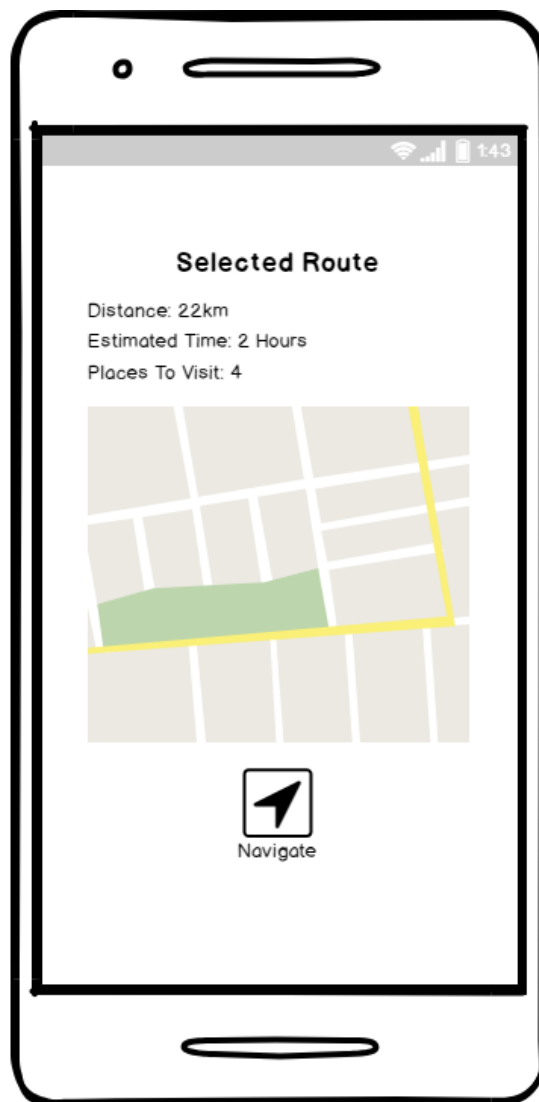 1:43
Selected Route
Distance: 22km
Estimated Time: 2 Hours
Places To Visit: 4
Navigate